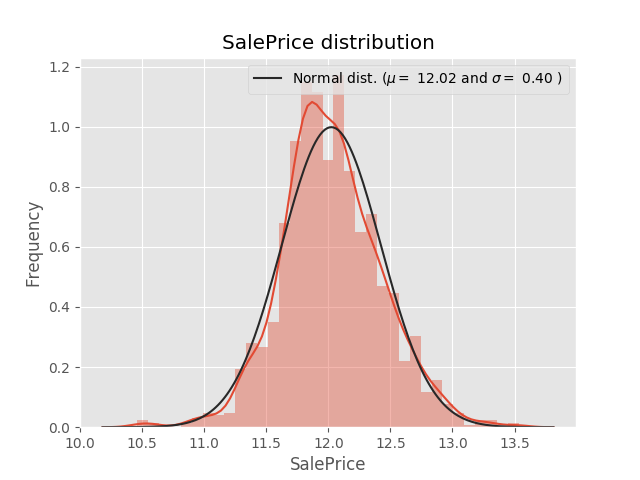 SalePrice distribution
Normal dist. (μ = 12.02 and σ = 0.40 )
Frequency
1.2
1.0
0.8
0.6
0.4
0.2
0.0
10.0 10.5 11.0 11.5 12.0 12.5 13.0 13.5
SalePrice